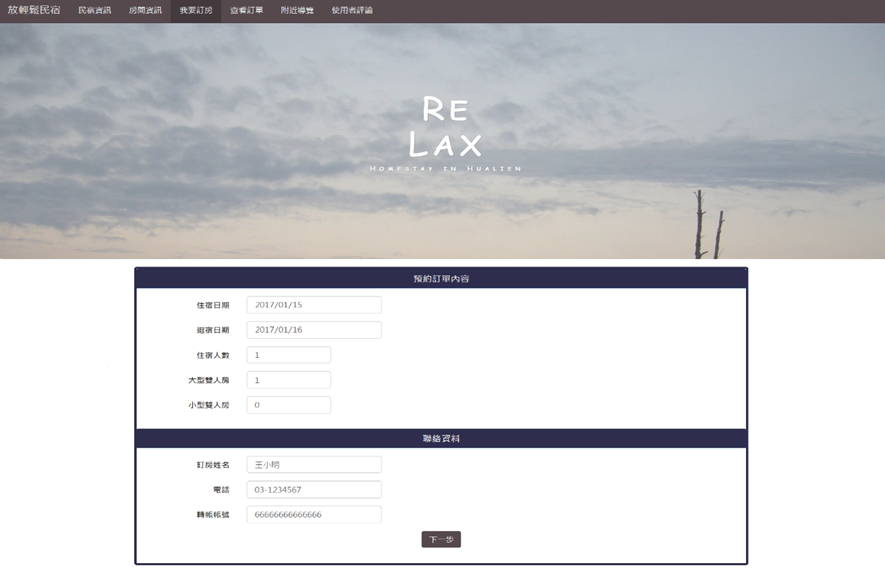 放輕鬆民宿 民宿資訊 房間資訊 我要訂房 查看訂單 附近導覽 使用者評論
RE
LAX
HOMESTAY IN HUALIEN
預約訂單內容
住宿日期 2017/01/15
退宿日期 2017/01/16
住宿人數 1
大型雙人房 1
小型雙人房 0
聯絡資料
訂房姓名 王小明
電話 03-1234567
轉帳帳號 66666666666666
下一步